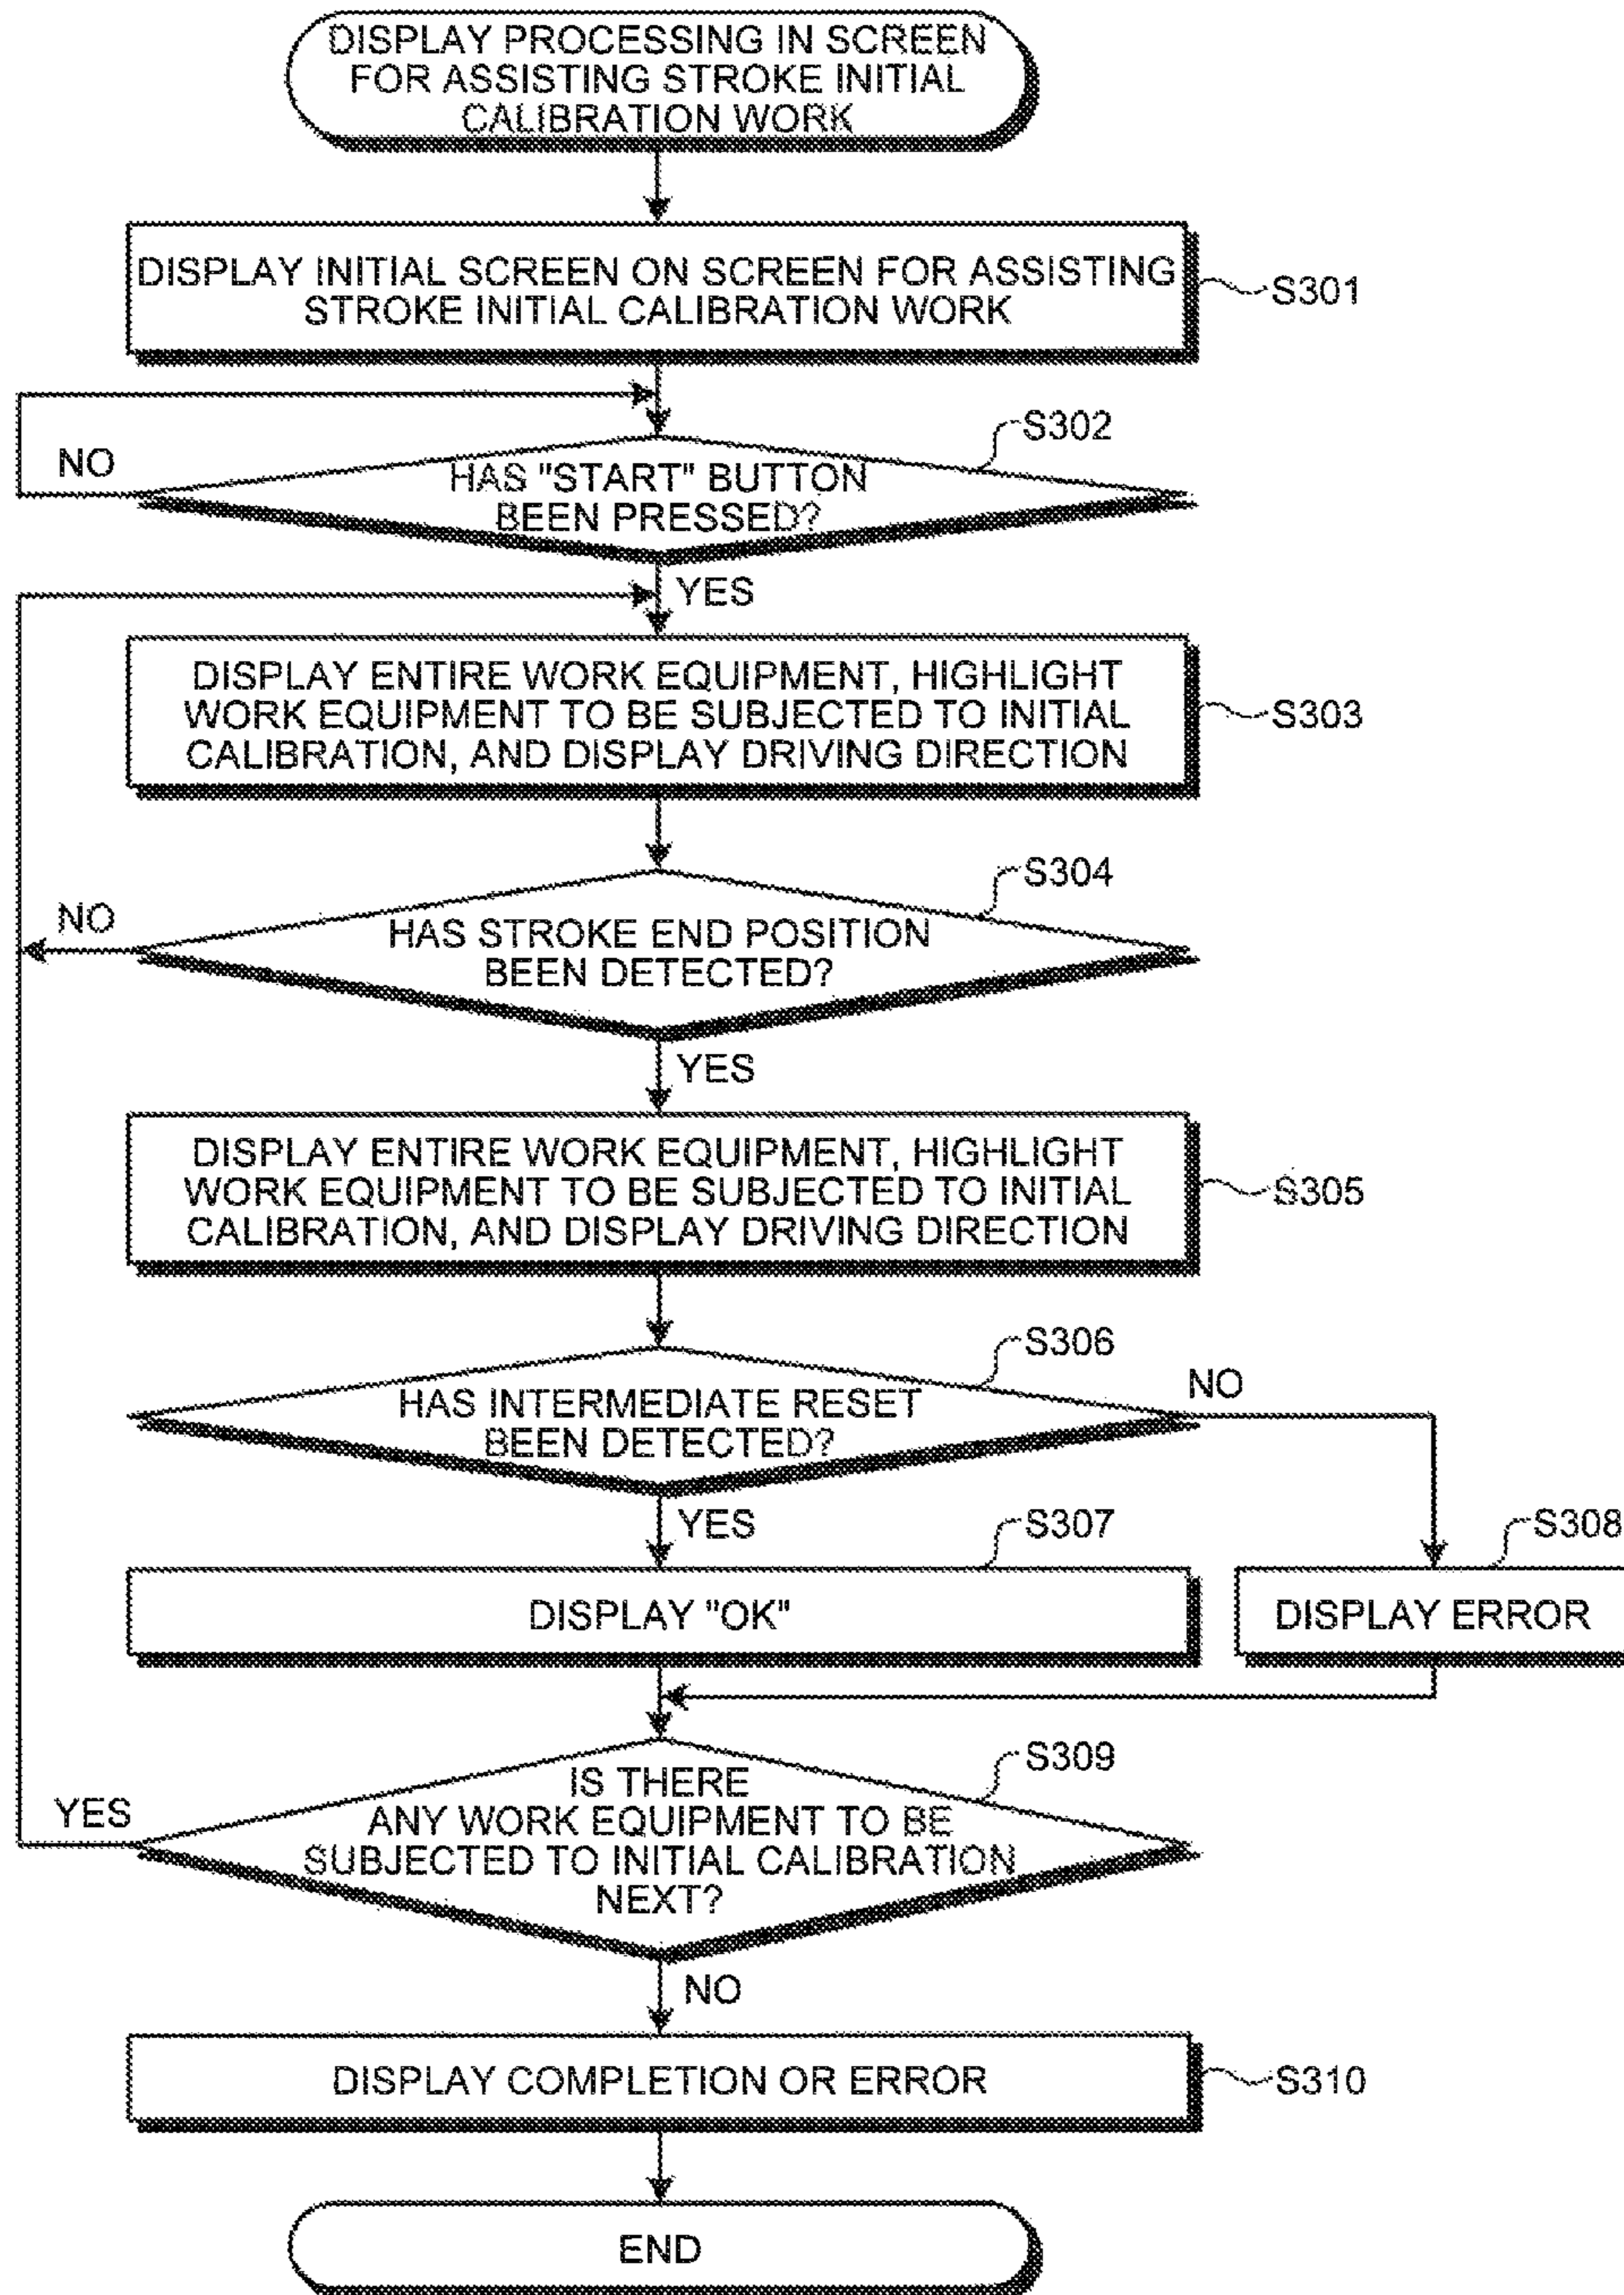 DISPLAY PROCESSING IN SCREEN
FOR ASSISTING STROKE INITIAL
CALIBRATION WORK
DISPLAY INITIAL SCREEN ON SCREEN FOR ASSISTING
STROKE INITIAL CALIBRATION WORK
S301
S302
NO
HAS "START" BUTTON
BEEN PRESSED?
YES
DISPLAY ENTIRE WORK EQUIPMENT, HIGHLIGHT
WORK EQUIPMENT TO BE SUBJECTED TO INITIAL
CALIBRATION, AND DISPLAY DRIVING DIRECTION
S303
S304
NO
HAS STROKE END POSITION
BEEN DETECTED?
YES
DISPLAY ENTIRE WORK EQUIPMENT, HIGHLIGHT
WORK EQUIPMENT TO BE SUBJECTED TO INITIAL
CALIBRATION, AND DISPLAY DRIVING DIRECTION
S305
S306
NO
HAS INTERMEDIATE RESET
BEEN DETECTED?
YES
S307
S308
DISPLAY "OK"
DISPLAY ERROR
S309
IS THERE
YES
ANY WORK EQUIPMENT TO BE
SUBJECTED TO INITIAL CALIBRATION
NEXT?
NO
DISPLAY COMPLETION OR ERROR
S310
END